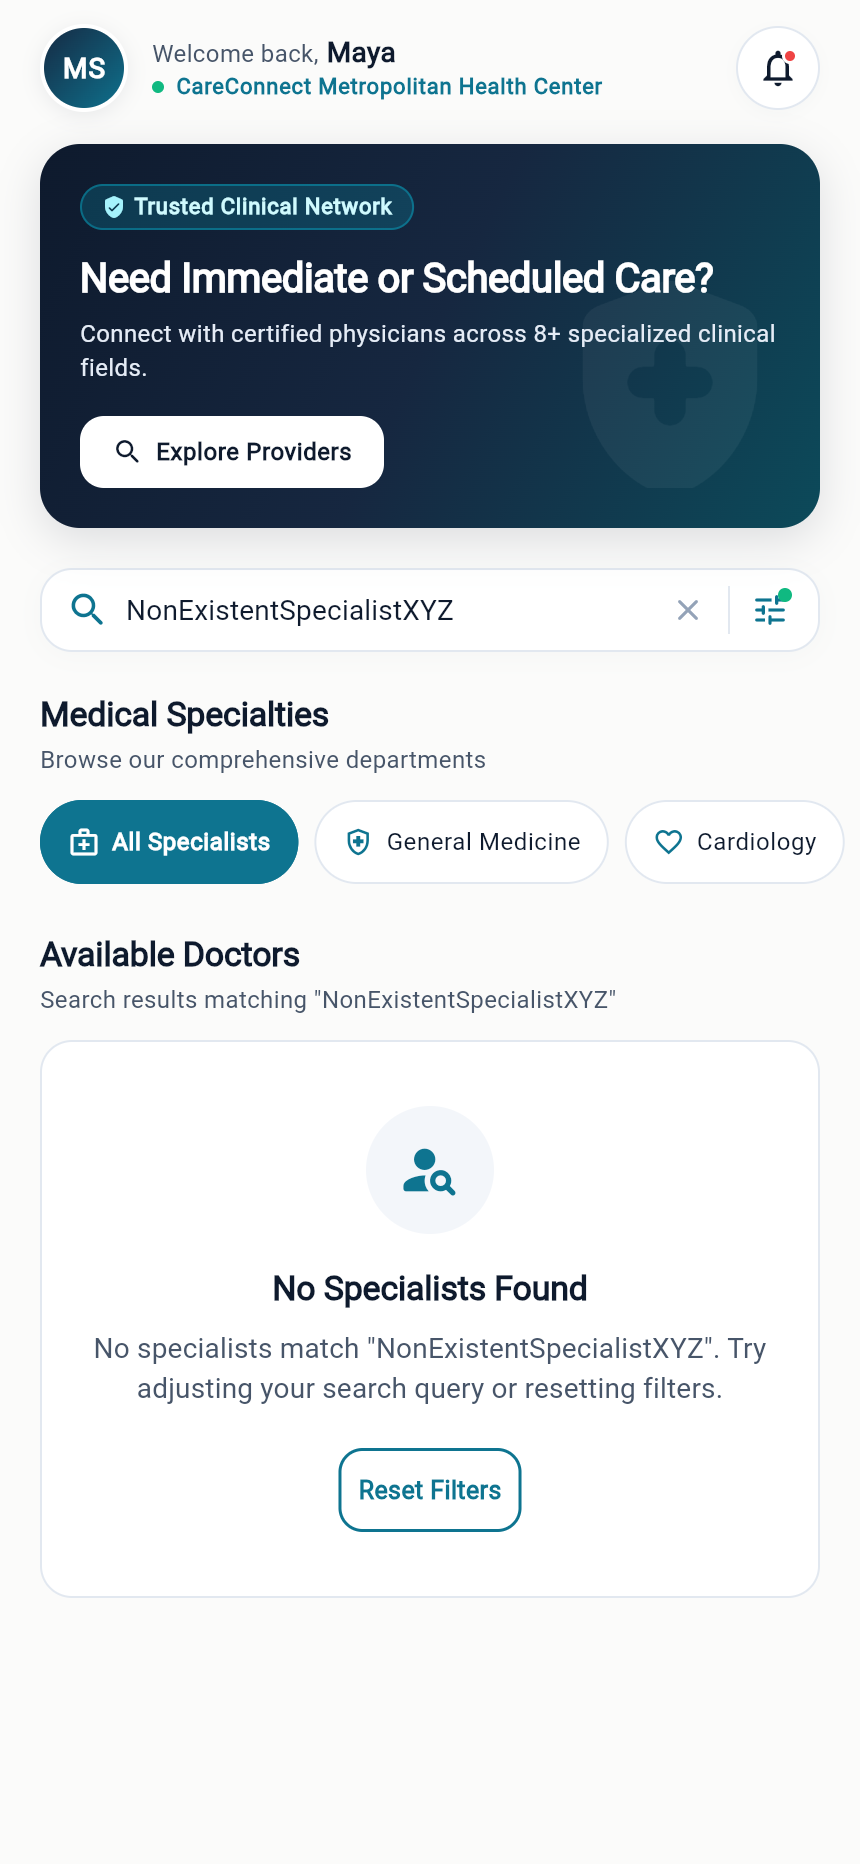 MS
Welcome back, Maya
CareConnect Metropolitan Health Center
Trusted Clinical Network
Need Immediate or Scheduled Care?
Connect with certified physicians across 8+ specialized clinical
fields.
Explore Providers
NonExistentSpecialistXYZ
Medical Specialties
Browse our comprehensive departments
All Specialists
General Medicine
Cardiology
Available Doctors
Search results matching "NonExistentSpecialistXYZ"
No Specialists Found
No specialists match "NonExistentSpecialistXYZ". Try
adjusting your search query or resetting filters.
Reset Filters